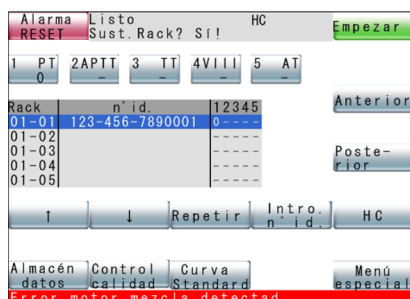 Alarma Listo HC Empezar
RESET Sust.Rack? Sí!
1 PT 2APTT 3 TT 4VIII 5 AT
0 – – – –
Rack n°id. 12345 Anterior
01-01 123-456-7890001 0----
01-02 -----
01-03 ----- Poste-
01-04 ----- rior
01-05 -----
↑ ↓ Repetir Intro. HC
n°id.
Almacén Control Curva Menú
datos calidad Standard especial
Error motor mezcla detectad